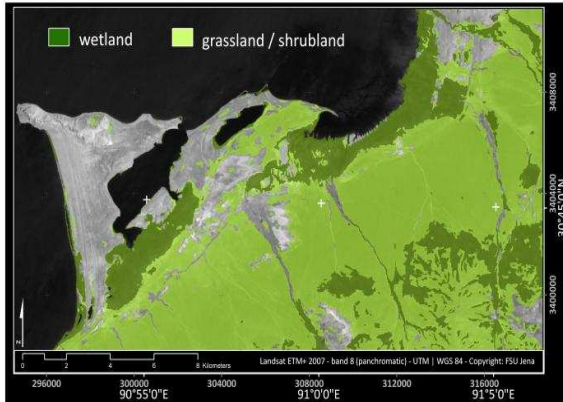 wetland grassland / shrubland
3408000
3404000
30°45'0"N
3400000
N
0 2 4 6 8 Kilometers
Landsat ETM+ 2007 - band 8 (panchromatic) - UTM | WGS 84 - Copyright: FSU Jena
296000 300000 304000 308000 312000 316000
90°55'0"E 91°0'0"E 91°5'0"E